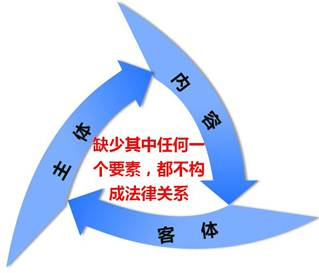 主体
内容
缺少其中任何一
个要素，都不构
成法律关系
客体